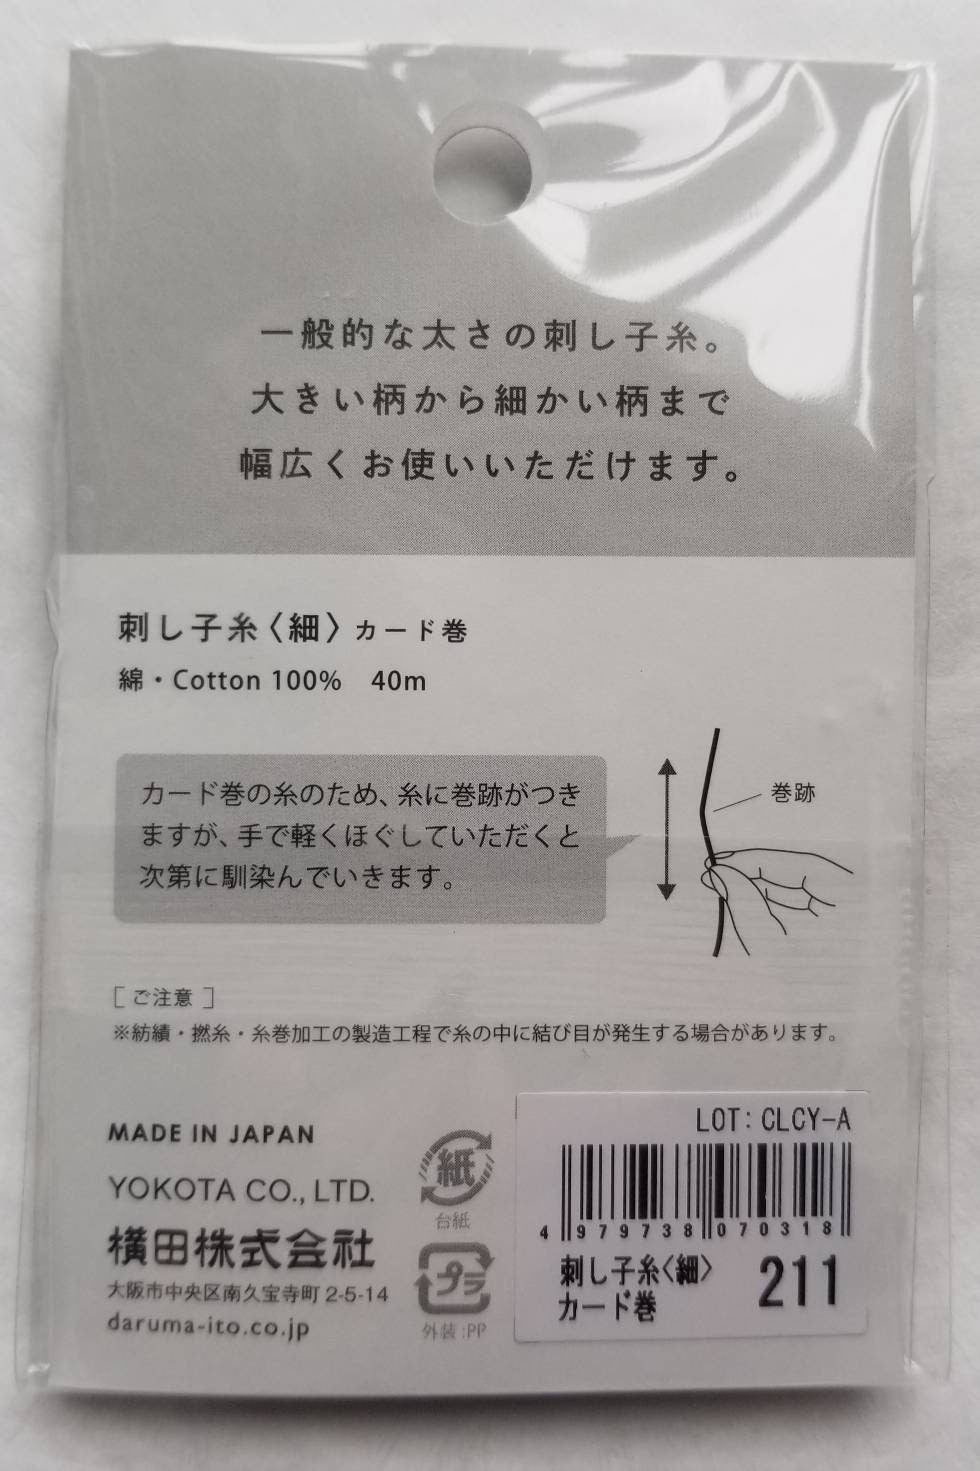 一般的な太さの刺し子糸。
大きい柄から細かい柄まで
幅広くお使いいただけます。
刺し子糸〈細〉カード巻
綿・Cotton 100%　40m
カード巻の糸のため、糸に巻跡がつき
ますが、手で軽くほぐしていただくと
次第に馴染んでいきます。
巻跡
［ご注意］
※紡績・撚糸・糸巻加工の製造工程で糸の中に結び目が発生する場合があります。
MADE IN JAPAN
YOKOTA CO., LTD.
横田株式会社
大阪市中央区南久宝寺町 2-5-14
daruma-ito.co.jp
紙
台紙
プラ
外装:PP
LOT: CLCY-A
4 979738 070318
刺し子糸〈細〉
カード巻
211